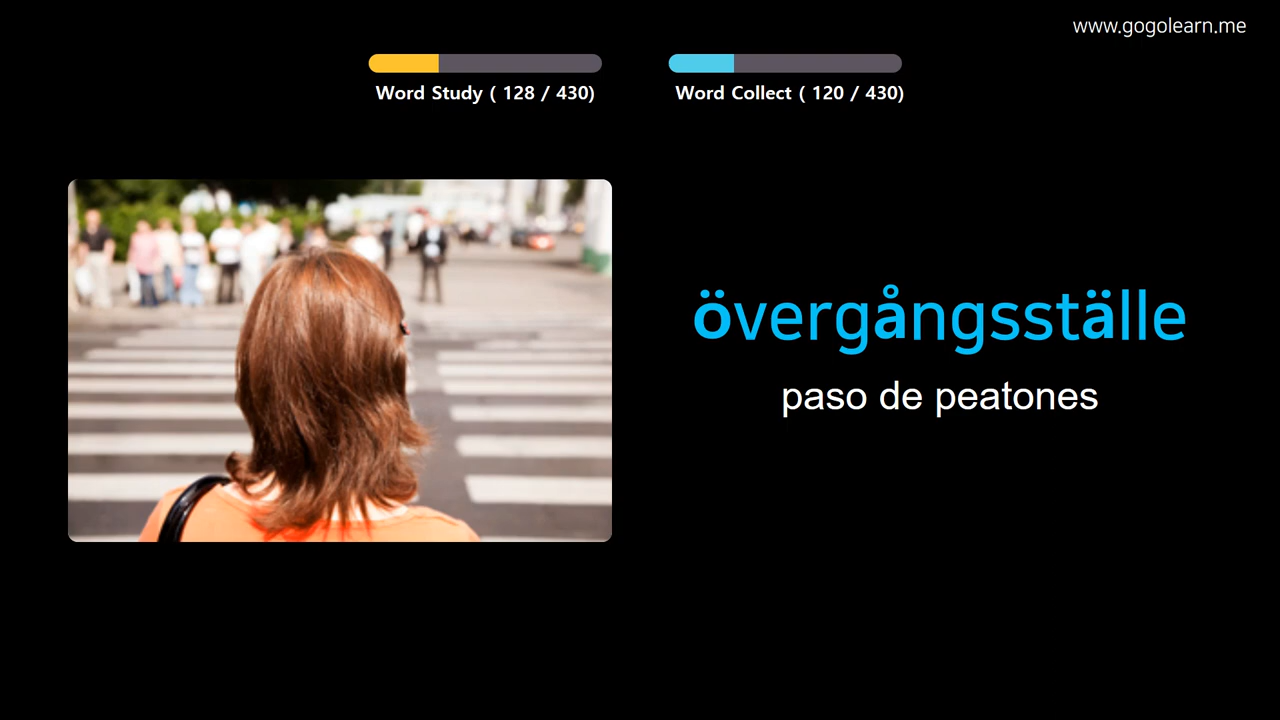 www.gogolearn.me
Word Study ( 128 / 430)
Word Collect ( 120 / 430)
övergångsställe
paso de peatones